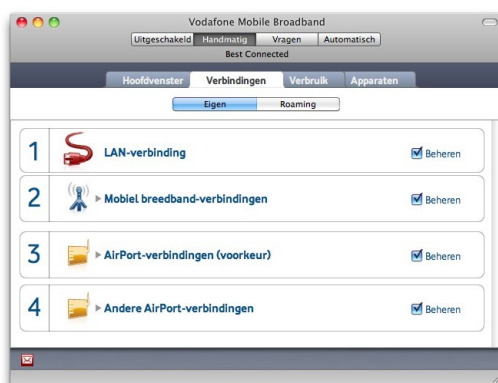 Vodafone Mobile Broadband
Uitgeschakeld Handmatig Vragen Automatisch
Best Connected
Hoofdvenster Verbindingen Verbruik Apparaten
Eigen Roaming
1 LAN-verbinding Beheren
2 Mobiel breedband-verbindingen Beheren
3 AirPort-verbindingen (voorkeur) Beheren
4 Andere AirPort-verbindingen Beheren